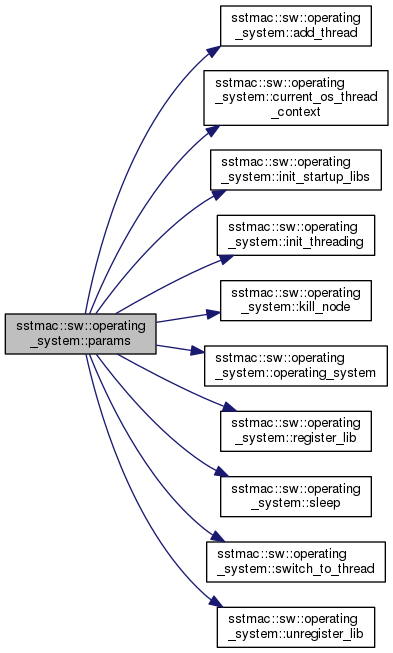 sstmac::sw::operating
_system::add_thread
sstmac::sw::operating
_system::current_os_thread
_context
sstmac::sw::operating
_system::init_startup_libs
sstmac::sw::operating
_system::init_threading
sstmac::sw::operating
_system::kill_node
sstmac::sw::operating
_system::params
sstmac::sw::operating
_system::operating_system
sstmac::sw::operating
_system::register_lib
sstmac::sw::operating
_system::sleep
sstmac::sw::operating
_system::switch_to_thread
sstmac::sw::operating
_system::unregister_lib